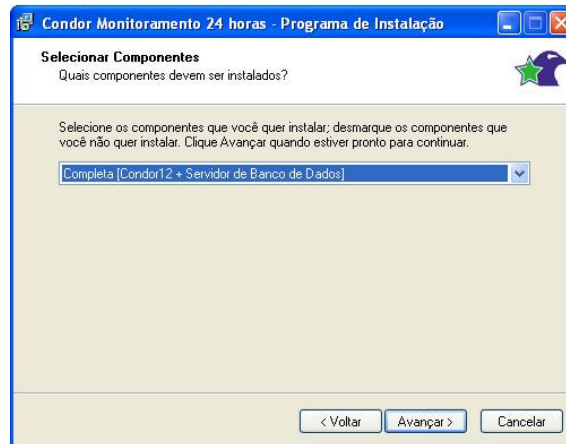 Condor Monitoramento 24 horas - Programa de Instalação
Selecionar Componentes
Quais componentes devem ser instalados?
Selecione os componentes que você quer instalar; desmarque os componentes que
você não quer instalar. Clique Avançar quando estiver pronto para continuar.
Completa [Condor12 + Servidor de Banco de Dados]
< Voltar
Avançar >
Cancelar